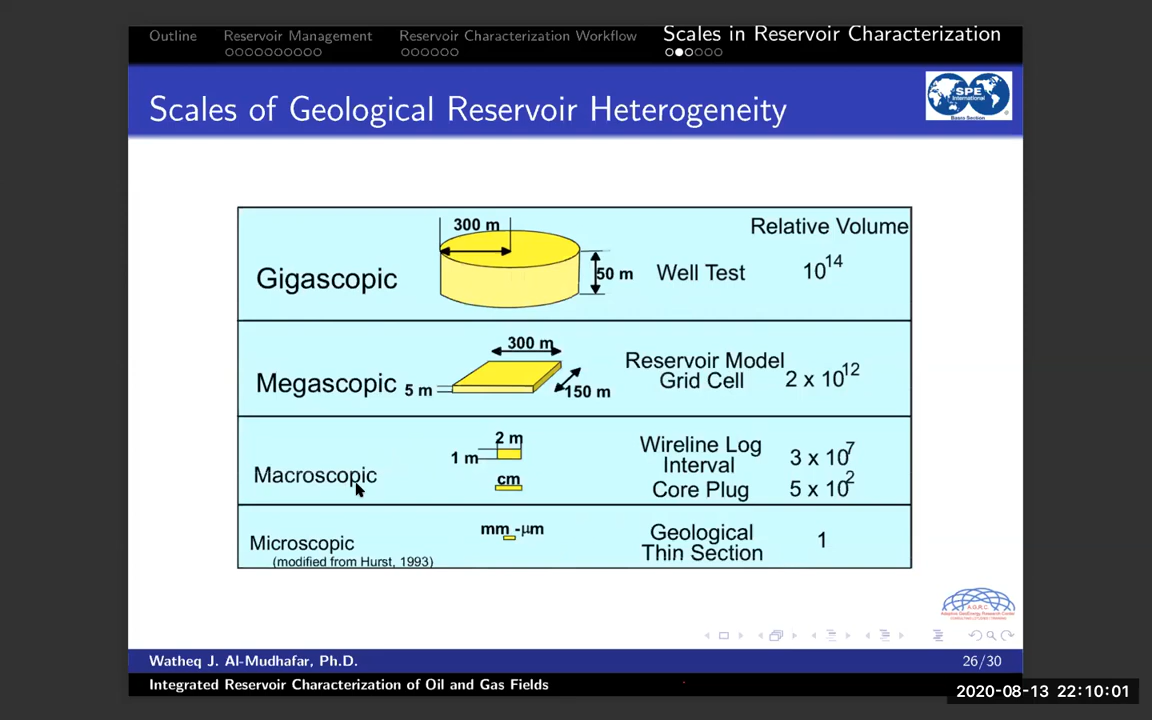 Outline Reservoir Management Reservoir Characterization Workflow Scales in Reservoir Characterization
Scales of Geological Reservoir Heterogeneity
SPE
International
Basra Section
300 m
Relative Volume
Gigascopic
50 m
Well Test
10^14
300 m
Megascopic
5 m
150 m
Reservoir Model
Grid Cell
2 x 10^12
2 m
Macroscopic
1 m
cm
Wireline Log
Interval
3 x 10^7
Core Plug
5 x 10^2
mm -µm
Microscopic
(modified from Hurst, 1993)
Geological
Thin Section
1
A.G.R.C
Watheq J. Al-Mudhafar, Ph.D.
26/30
Integrated Reservoir Characterization of Oil and Gas Fields
2020-08-13 22:10:01